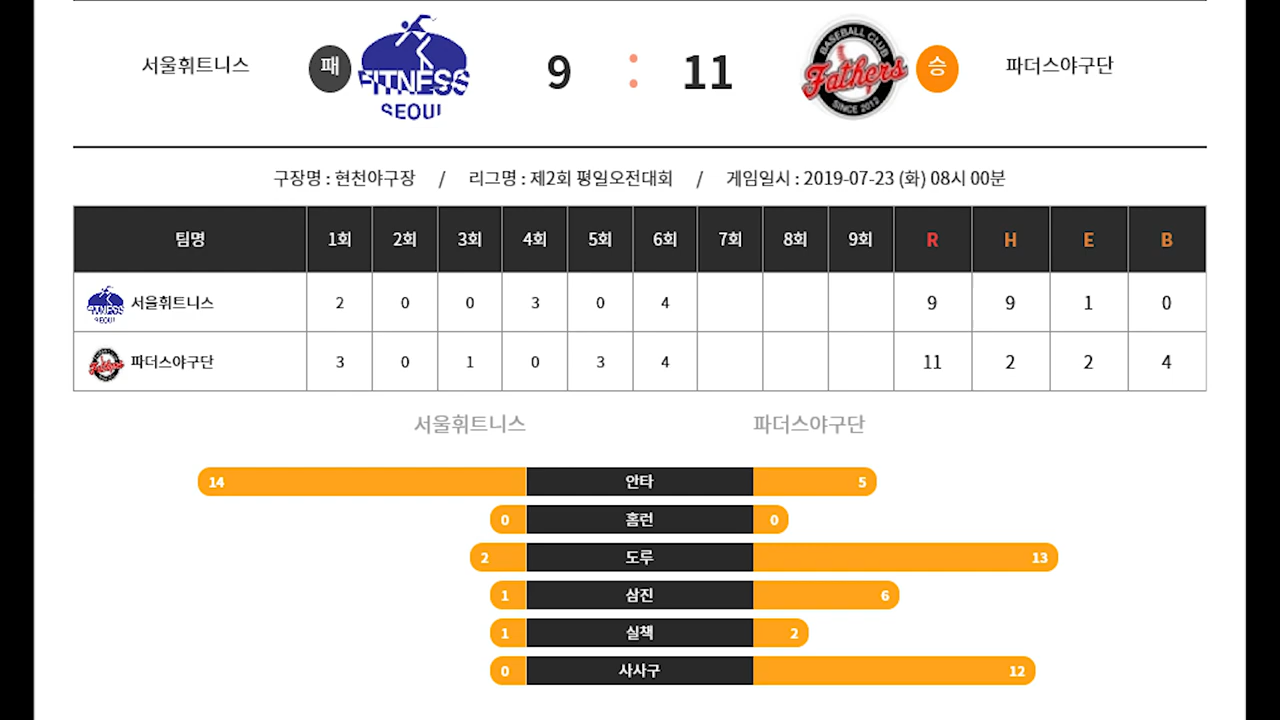 서울휘트니스 패 FITNESS SEOUL 9 : 11 BASEBALL CLUB Fathers SINCE 2012 승 파더스야구단
구장명 : 현천야구장 / 리그명 : 제2회 평일오전대회 / 게임일시 : 2019-07-23 (화) 08시 00분
팀명 1회 2회 3회 4회 5회 6회 7회 8회 9회 R H E B
FITNESS SEOUL 서울휘트니스 2 0 0 3 0 4 9 9 1 0
Fathers 파더스야구단 3 0 1 0 3 4 11 2 2 4
서울휘트니스 파더스야구단
14 안타 5
0 홈런 0
2 도루 13
1 삼진 6
1 실책 2
0 사사구 12